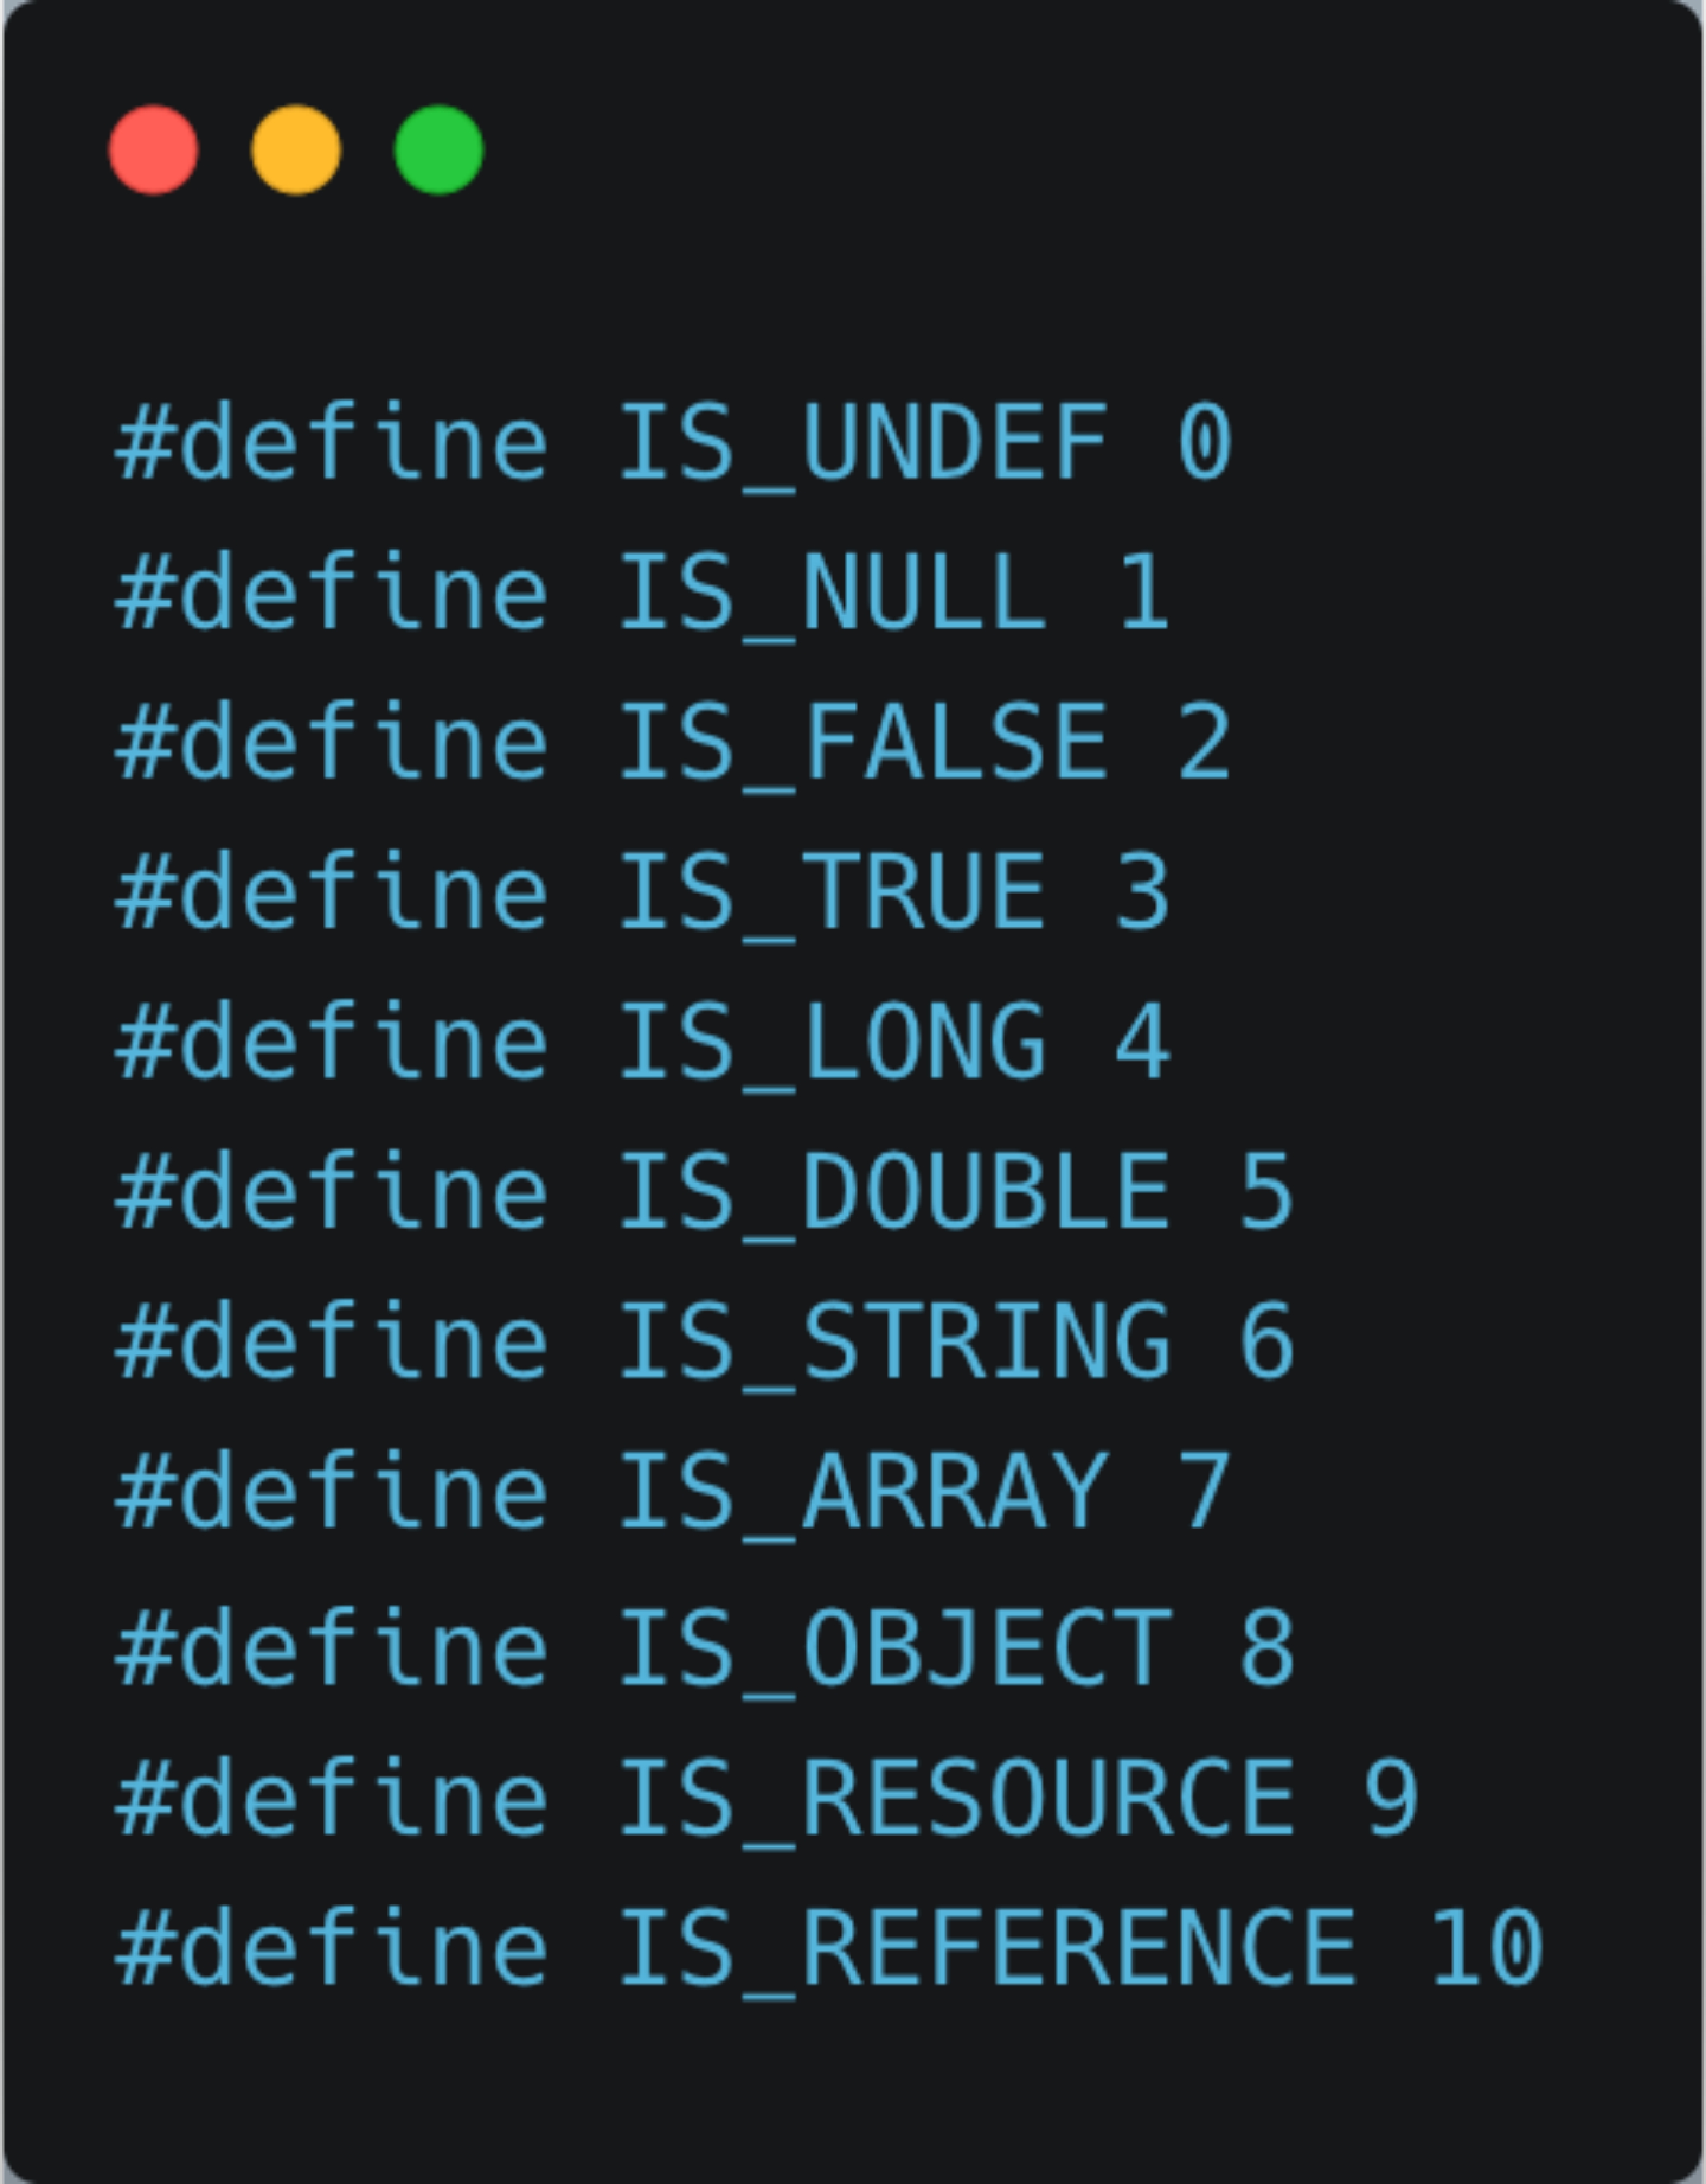 #define IS_UNDEF 0
#define IS_NULL 1
#define IS_FALSE 2
#define IS_TRUE 3
#define IS_LONG 4
#define IS_DOUBLE 5
#define IS_STRING 6
#define IS_ARRAY 7
#define IS_OBJECT 8
#define IS_RESOURCE 9
#define IS_REFERENCE 10